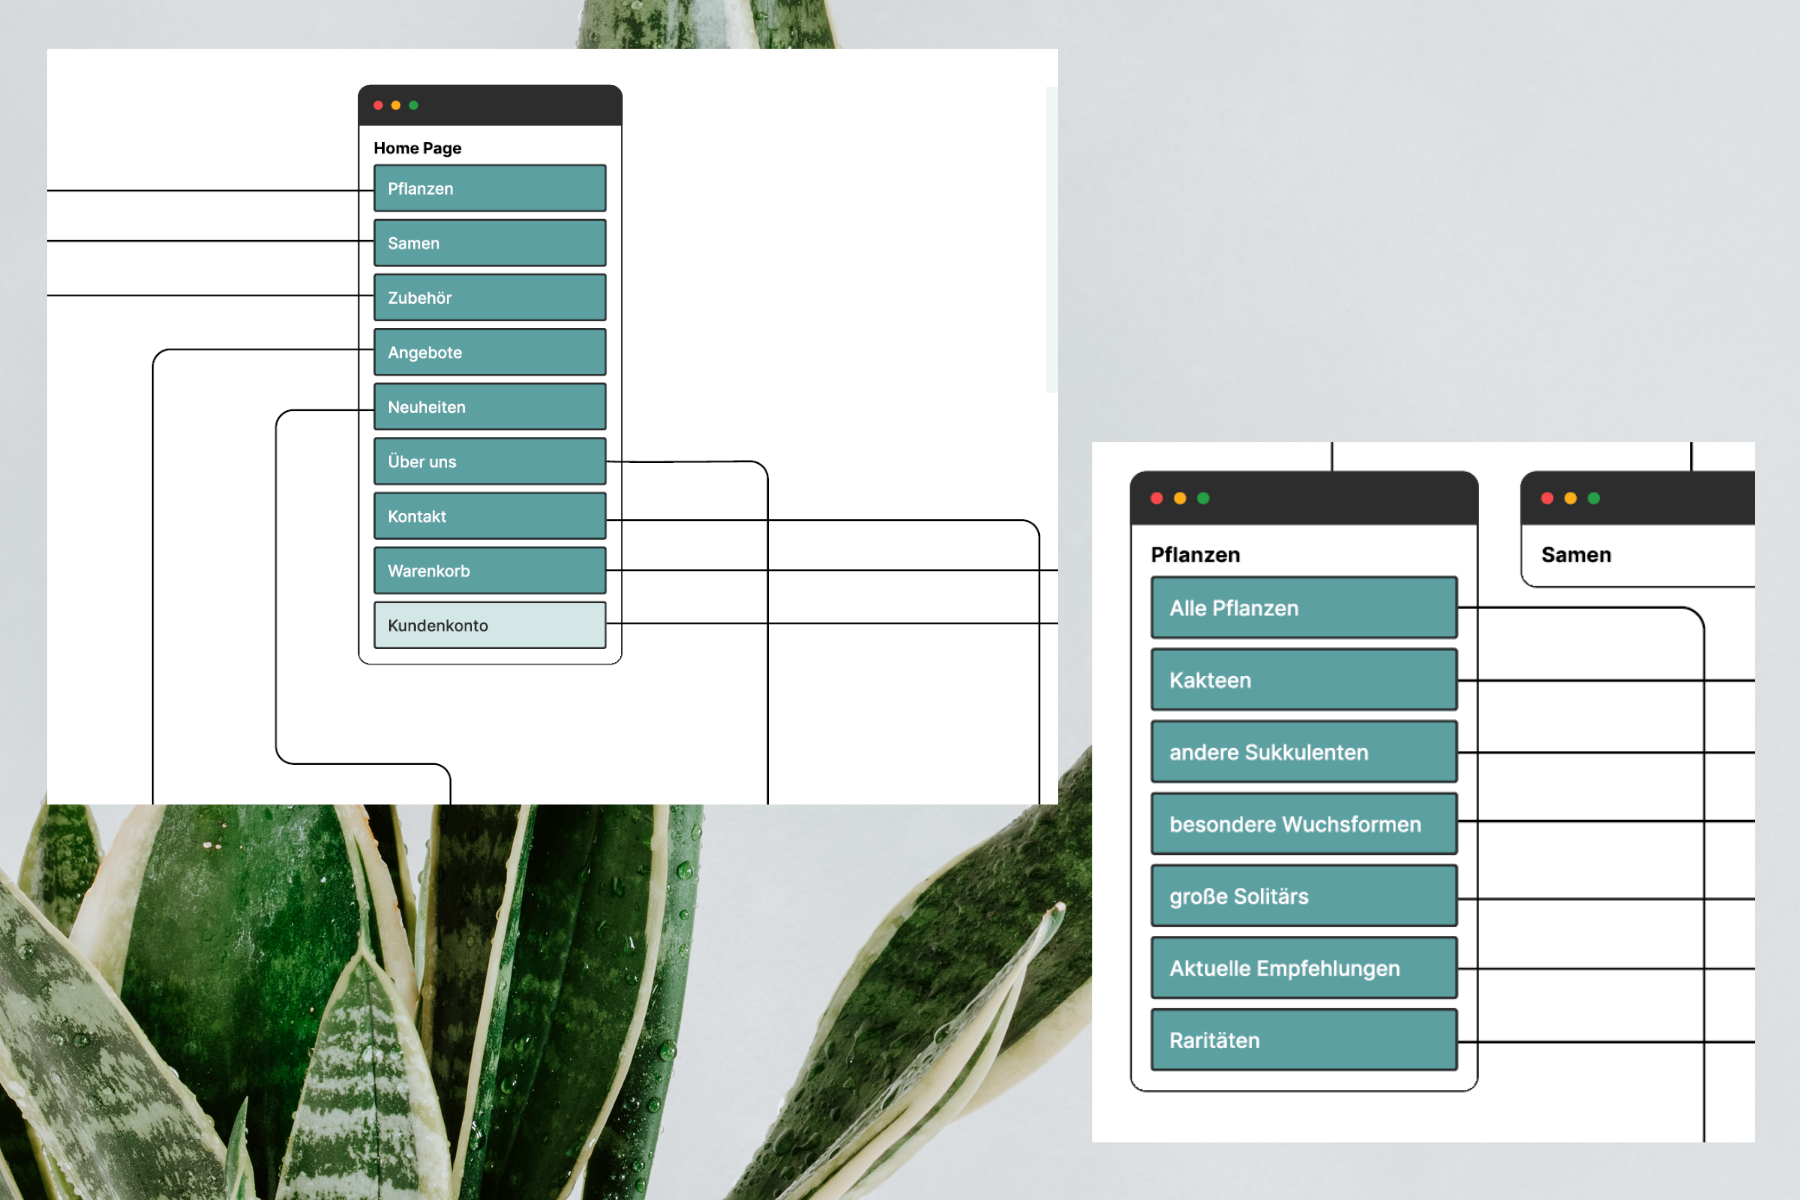 Home Page
Pflanzen
Samen
Zubehör
Angebote
Neuheiten
Über uns
Kontakt
Warenkorb
Kundenkonto
Pflanzen
Alle Pflanzen
Kakteen
andere Sukkulenten
besondere Wuchsformen
große Solitärs
Aktuelle Empfehlungen
Raritäten
Samen